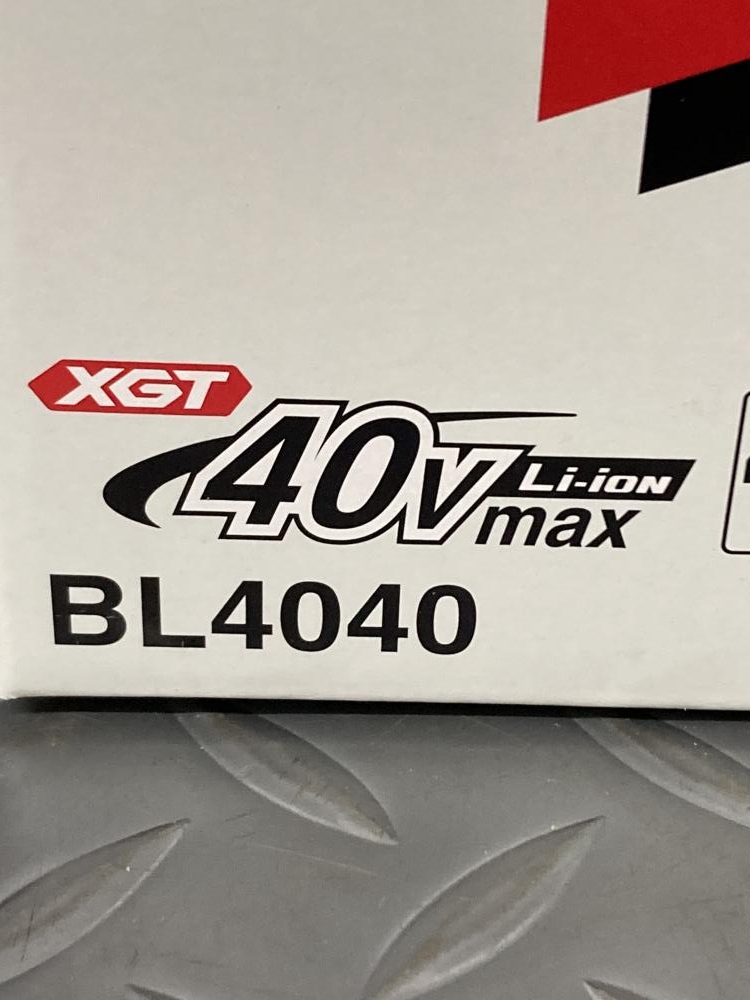 XGT
40V Li-ion
max
BL4040